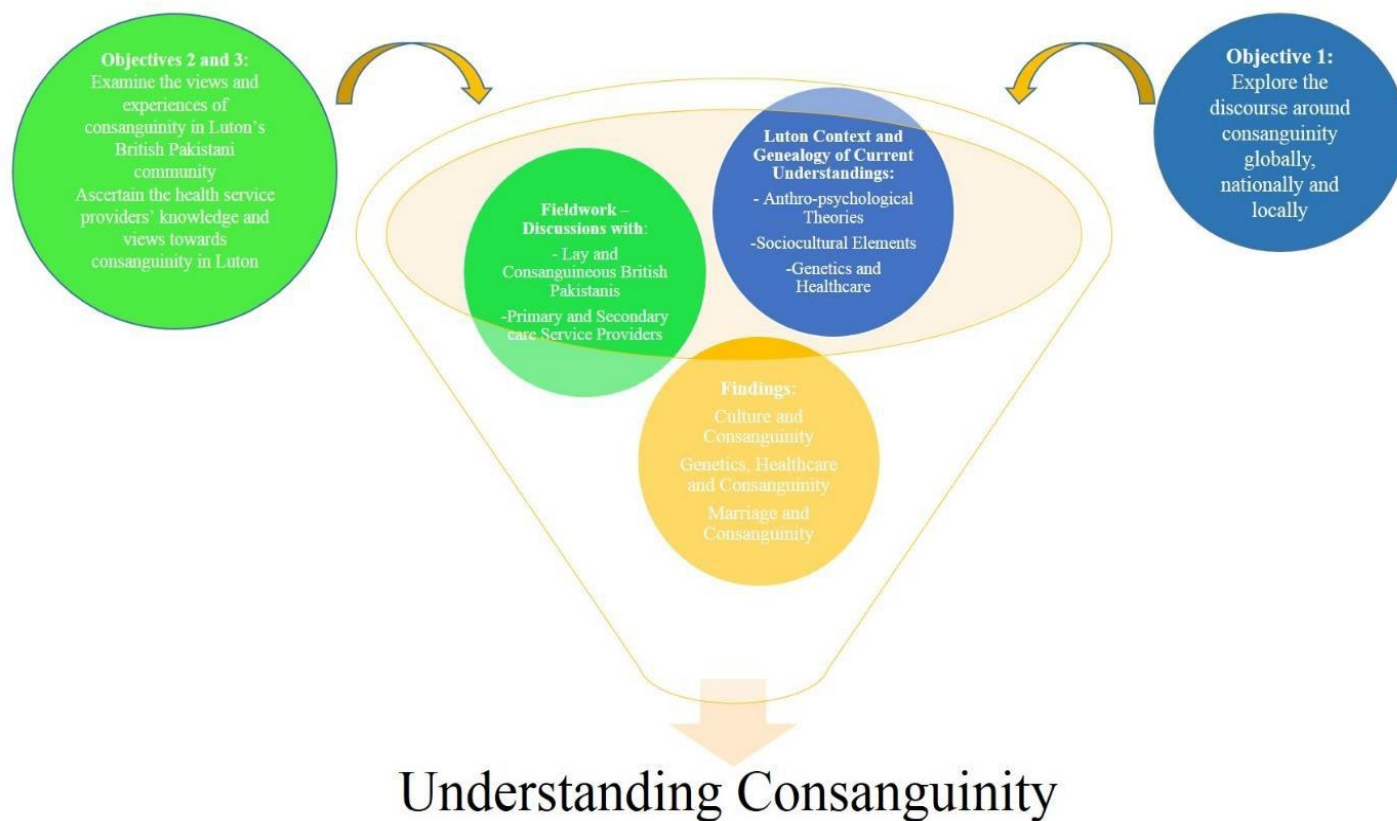 Objectives 2 and 3:
Examine the views and
experiences of
consanguinity in Luton's
British Pakistani
community
Ascertain the health service
providers' knowledge and
views towards
consanguinity in Luton
Fieldwork –
Discussions with:
- Lay and
Consanguineous British
Pakistanis
-Primary and Secondary
care Service Providers
Luton Context and
Genealogy of Current
Understandings:
- Anthro-psychological
Theories
-Sociocultural Elements
-Genetics and
Healthcare
Objective 1:
Explore the
discourse around
consanguinity
globally,
nationally and
locally
Findings:
Culture and
Consanguinity
Genetics, Healthcare
and Consanguinity
Marriage and
Consanguinity
Understanding Consanguinity